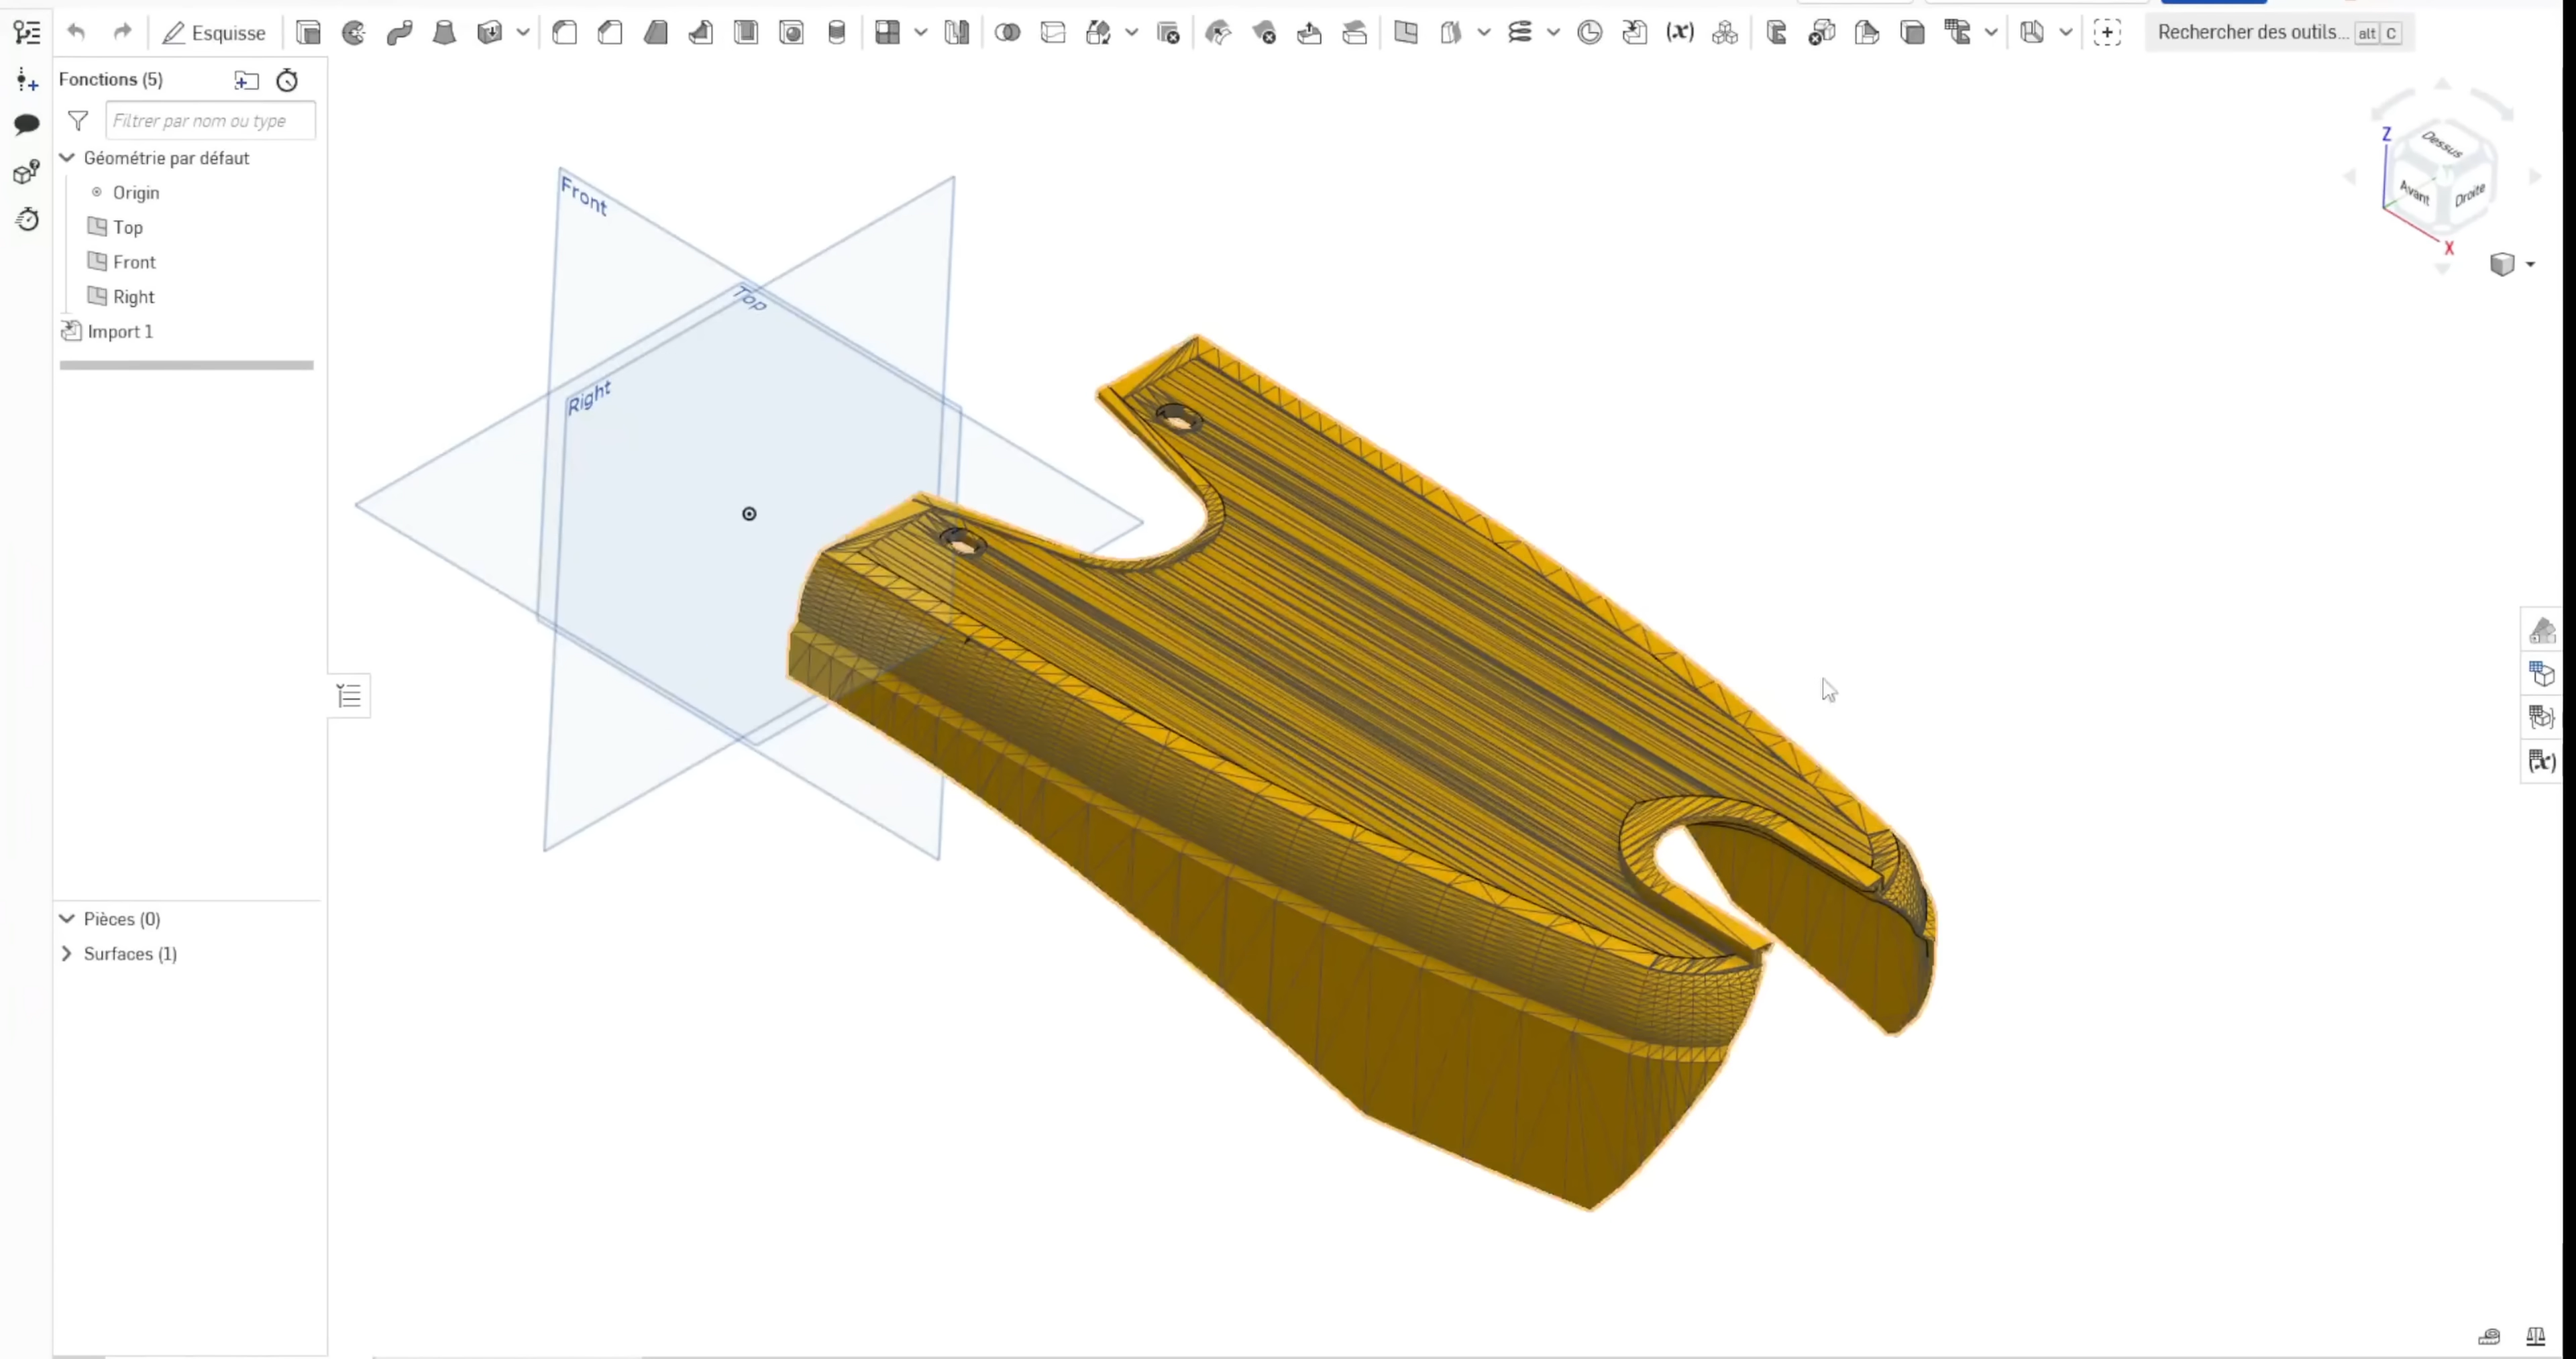 Esquisse
(x)
Rechercher des outils... alt C
Fonctions (5)
Filtrer par nom ou type
Géométrie par défaut
Origin
Top
Front
Right
Import 1
Pièces (0)
Surfaces (1)
Front
Top
Right
Z
Dessus
Avant
Droite
X
(x)